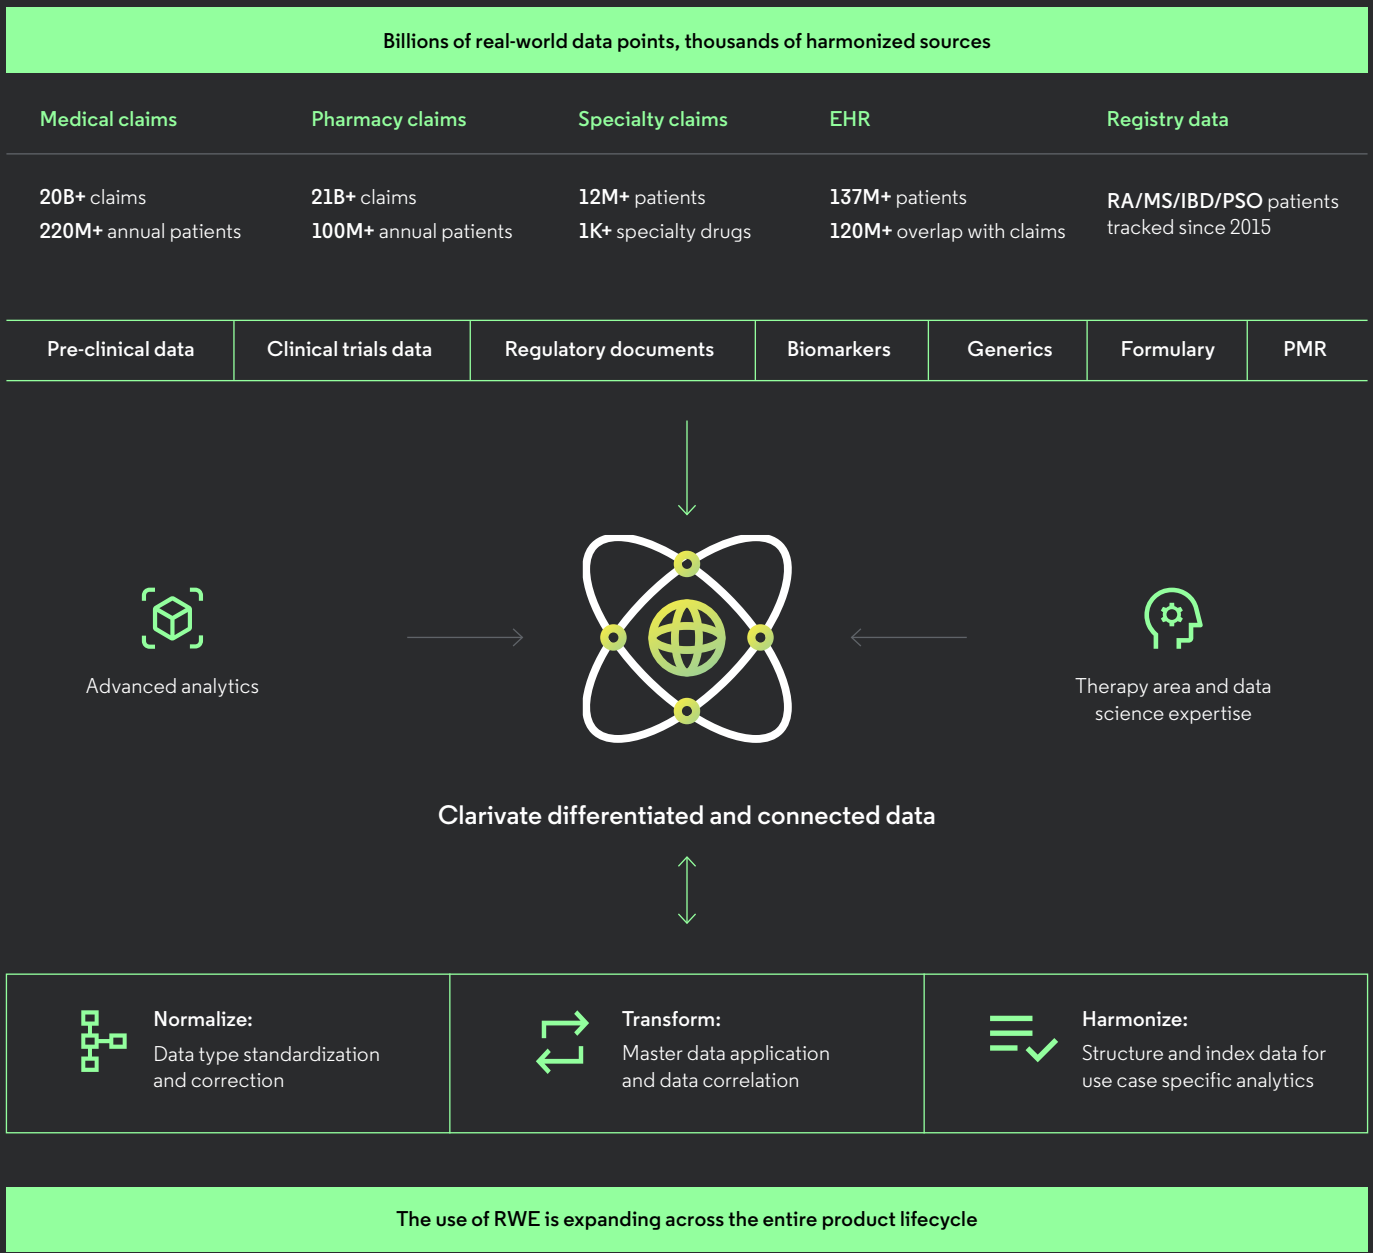 Billions of real-world data points, thousands of harmonized sources
Medical claims
20B+ claims
220M+ annual patients
Pharmacy claims
21B+ claims
100M+ annual patients
Specialty claims
12M+ patients
1K+ specialty drugs
EHR
137M+ patients
120M+ overlap with claims
Registry data
RA/MS/IBD/PSO patients
tracked since 2015
Pre-clinical data
Clinical trials data
Regulatory documents
Biomarkers
Generics
Formulary
PMR
Advanced analytics
Therapy area and data
science expertise
Clarivate differentiated and connected data
Normalize:
Data type standardization
and correction
Transform:
Master data application
and data correlation
Harmonize:
Structure and index data for
use case specific analytics
The use of RWE is expanding across the entire product lifecycle